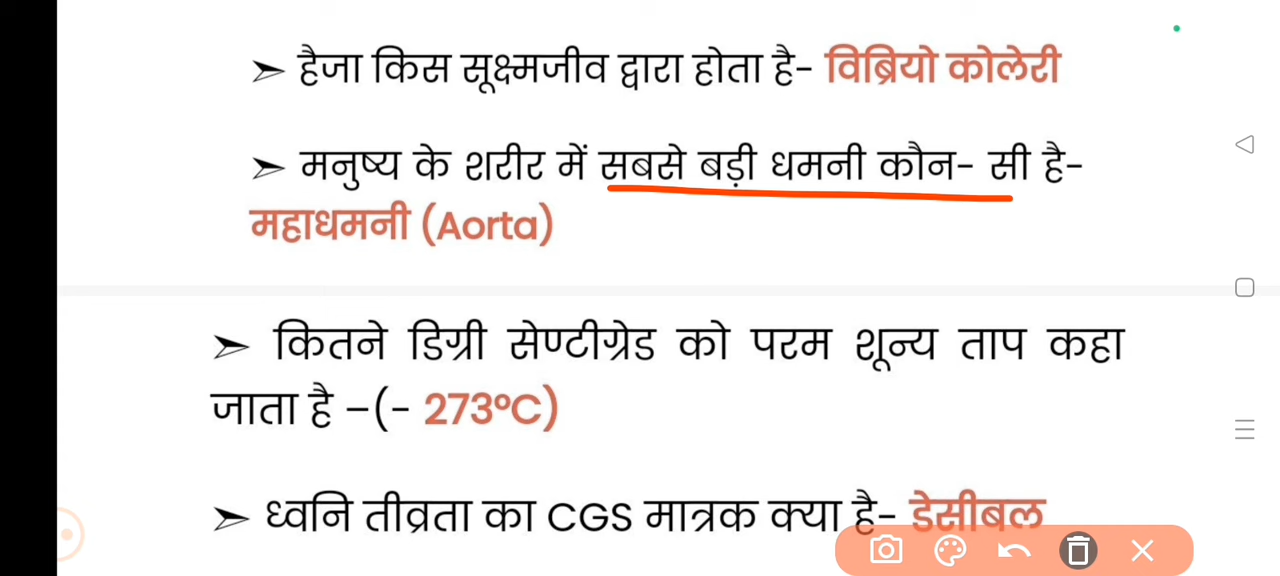 ➢ हैजा किस सूक्ष्मजीव द्वारा होता है- विब्रियो कोलेरी
➢ मनुष्य के शरीर में सबसे बड़ी धमनी कौन- सी है-
महाधमनी (Aorta)
➢ कितने डिग्री सेण्टीग्रेड को परम शून्य ताप कहा
जाता है –(- 273°C)
➢ ध्वनि तीव्रता का CGS मात्रक क्या है- डेसीबल